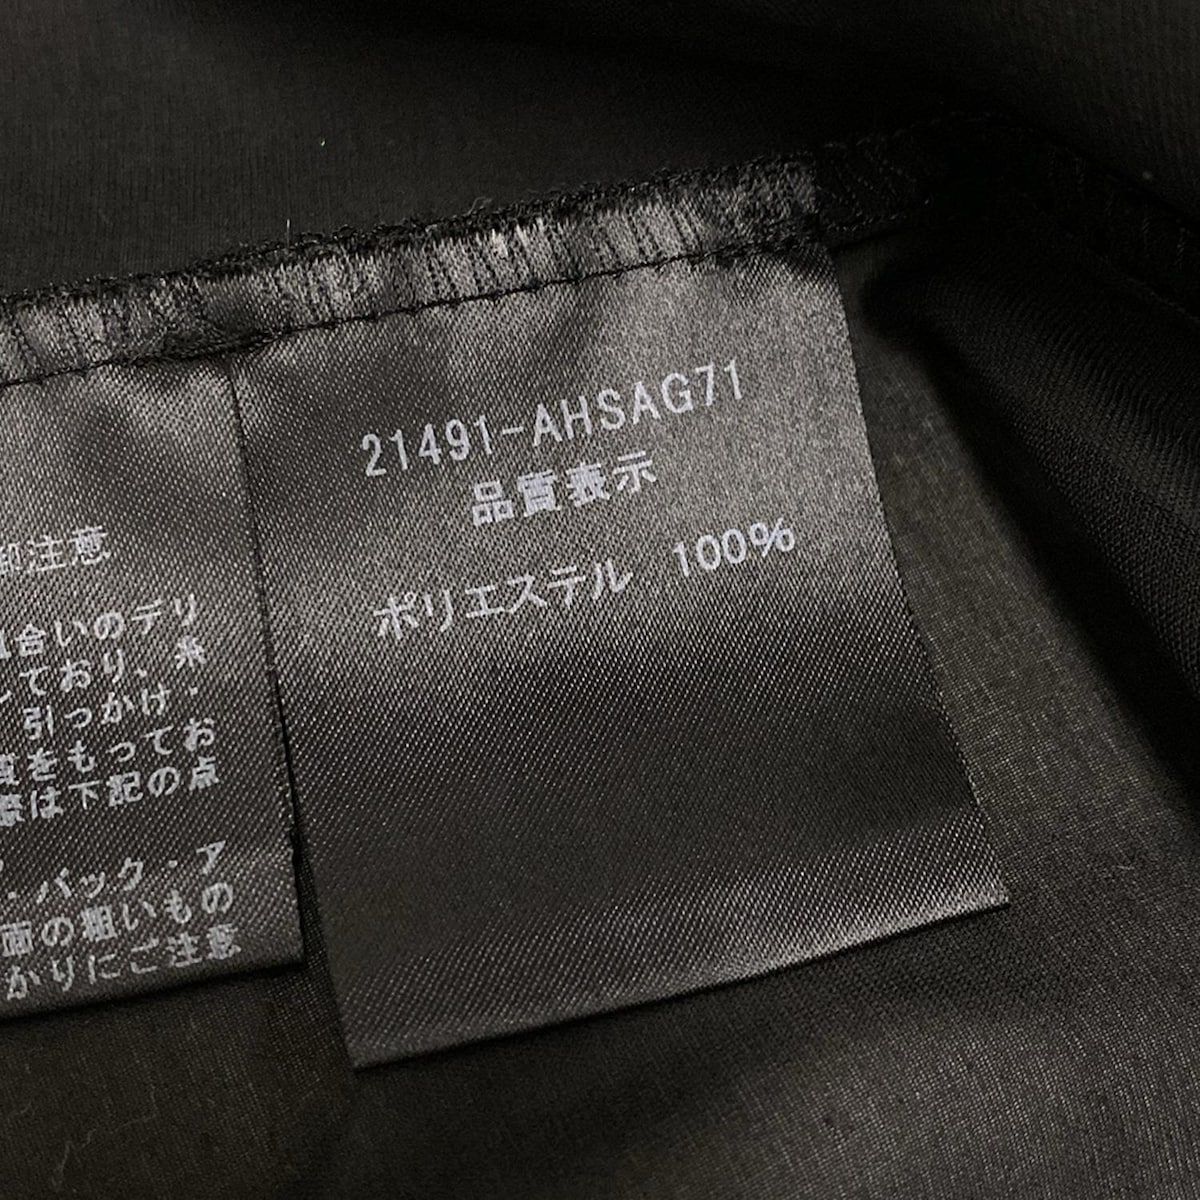 21491-AHSAG71
品質表示
ポリエステル 100%
注意
合いのデリ
ており、糸
引っかけ・
をもってお
は下記の点
・バック・ア
面の粗いもの
かりにご注意